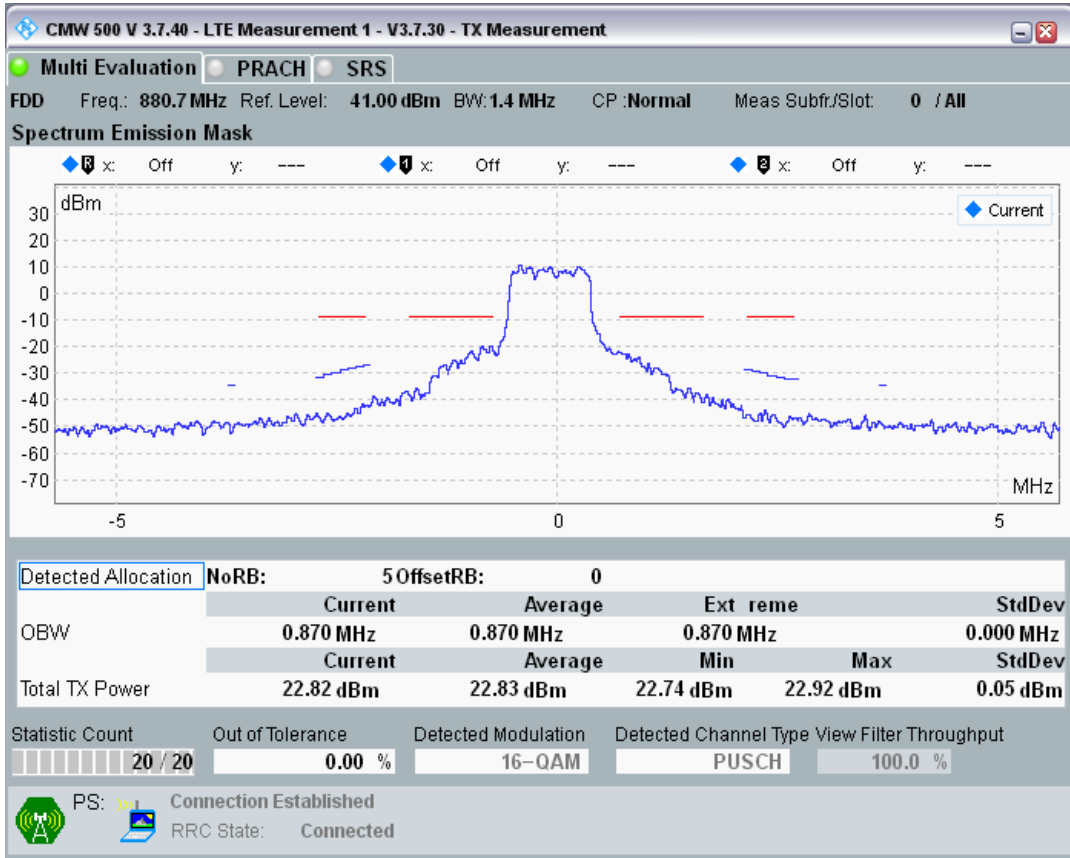 CMW 500 V 3.7.40 - LTE Measurement 1 - V3.7.30 - TX Measurement
Multi Evaluation PRACH SRS
FDD Freq.: 880.7 MHz Ref. Level: 41.00 dBm BW: 1.4 MHz CP :Normal Meas Subfr./Slot: 0 / All
Spectrum Emission Mask
R x: Off y: --- 1 x: Off y: --- 2 x: Off y: ---
dBm
Current
30
20
10
0
-10
-20
-30
-40
-50
-60
-70
MHz
-5 0 5
Detected Allocation NoRB: 5 OffsetRB: 0
Current Average Ext reme StdDev
OBW 0.870 MHz 0.870 MHz 0.870 MHz 0.000 MHz
Current Average Min Max StdDev
Total TX Power 22.82 dBm 22.83 dBm 22.74 dBm 22.92 dBm 0.05 dBm
Statistic Count Out of Tolerance Detected Modulation Detected Channel Type View Filter Throughput
20 / 20 0.00 % 16-QAM PUSCH 100.0 %
PS: Connection Established
RRC State: Connected